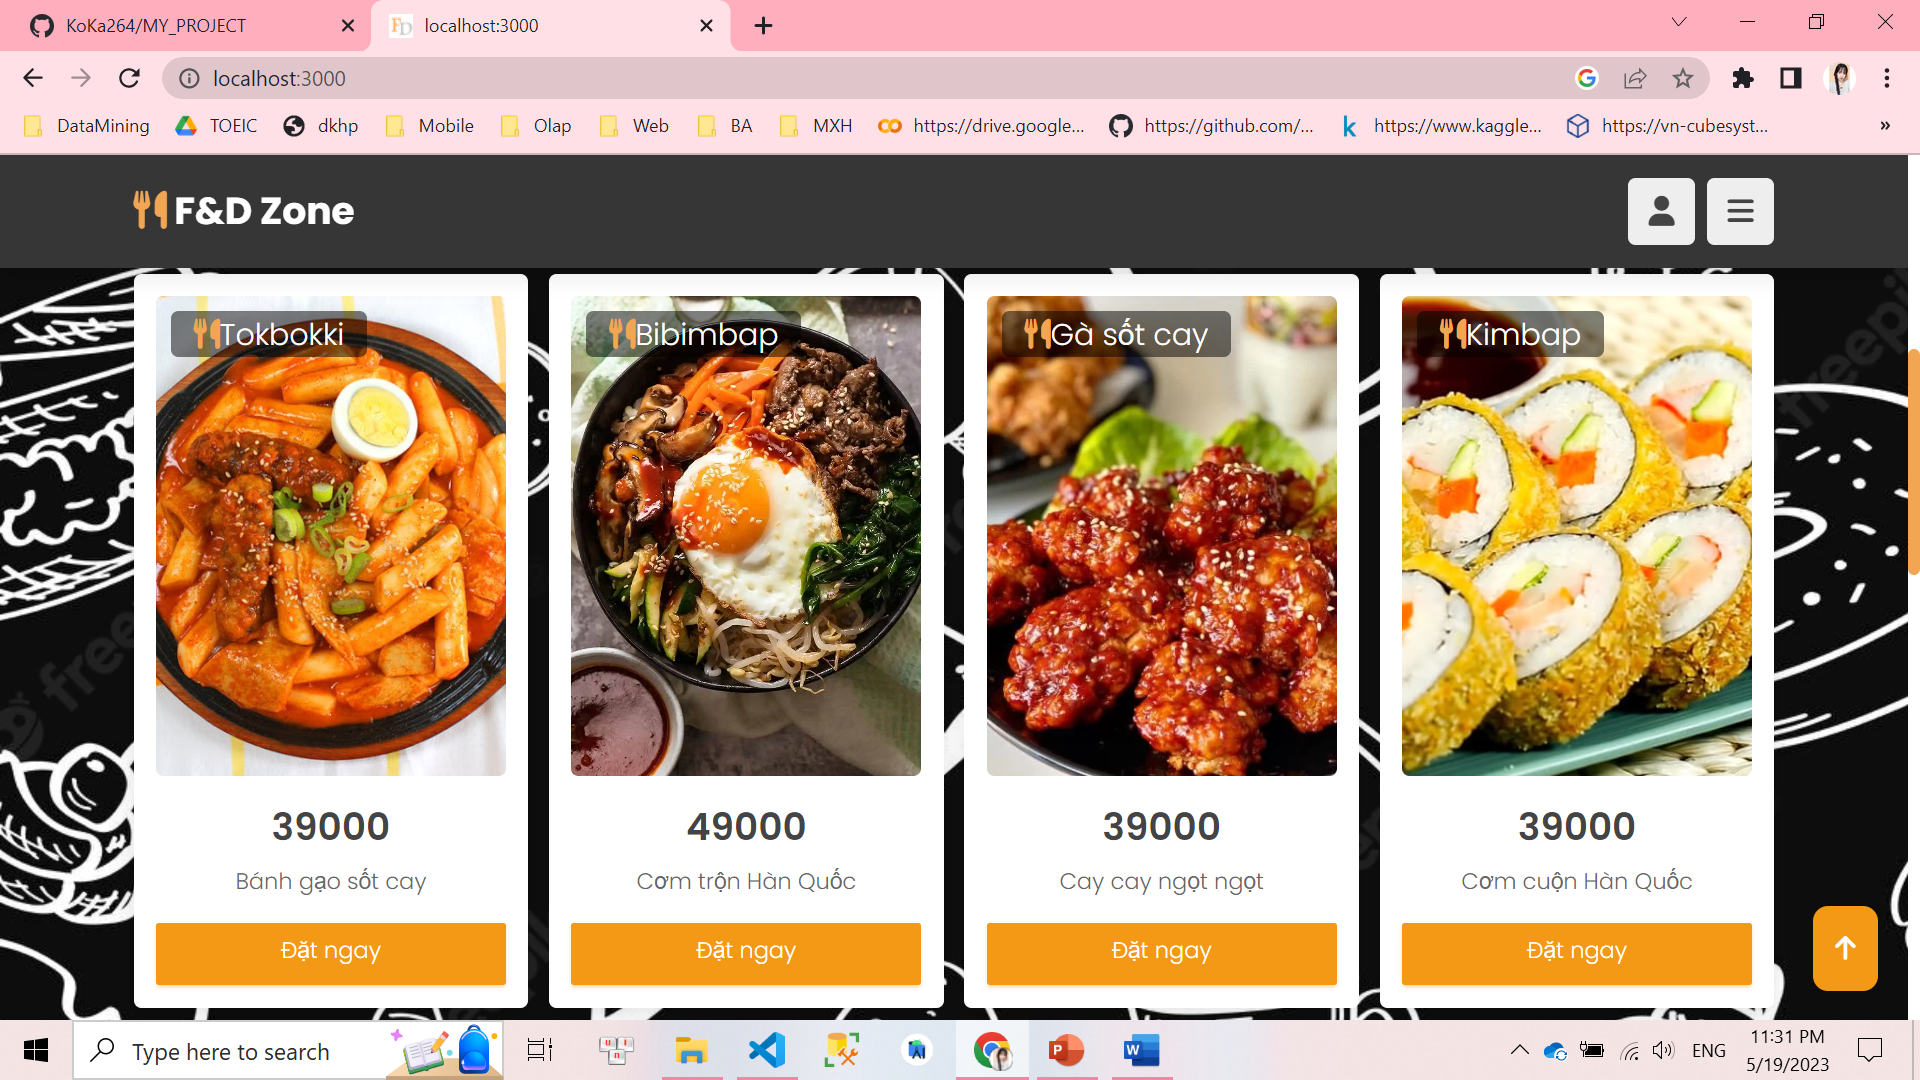 KoKa264/MY_PROJECT
FD localhost:3000
localhost:3000
DataMining TOEIC dkhp Mobile Olap Web BA MXH https://drive.google... https://github.com/... https://www.kaggle... https://vn-cubesyst... »
F&D Zone
Tokbokki
Bibimbap
Gà sốt cay
Kimbap
39000
49000
39000
39000
Bánh gạo sốt cay
Cơm trộn Hàn Quốc
Cay cay ngọt ngọt
Cơm cuộn Hàn Quốc
Đặt ngay
Đặt ngay
Đặt ngay
Đặt ngay
Type here to search
ENG
11:31 PM
5/19/2023